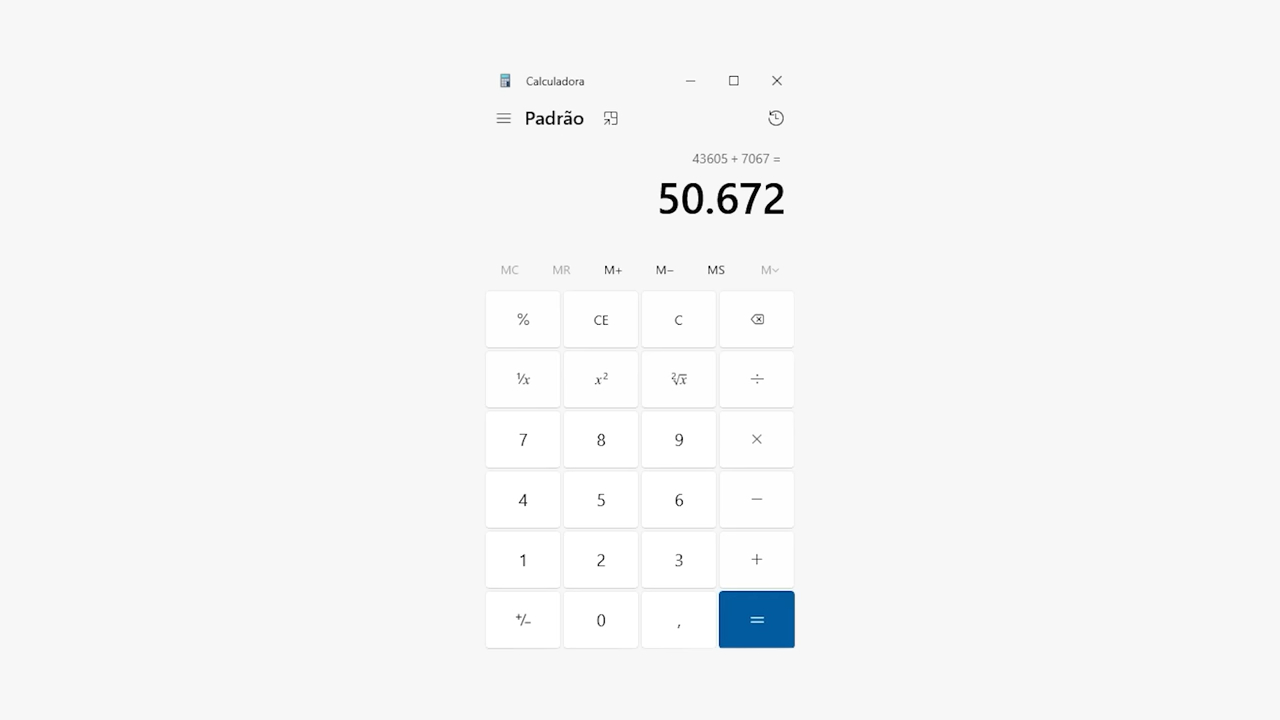 Calculadora
Padrão
43605 + 7067 =
50.672
MC MR M+ M− MS M
% CE C
¹/x x² ²√x ÷
7 8 9 ×
4 5 6 −
1 2 3 +
+/− 0 , =